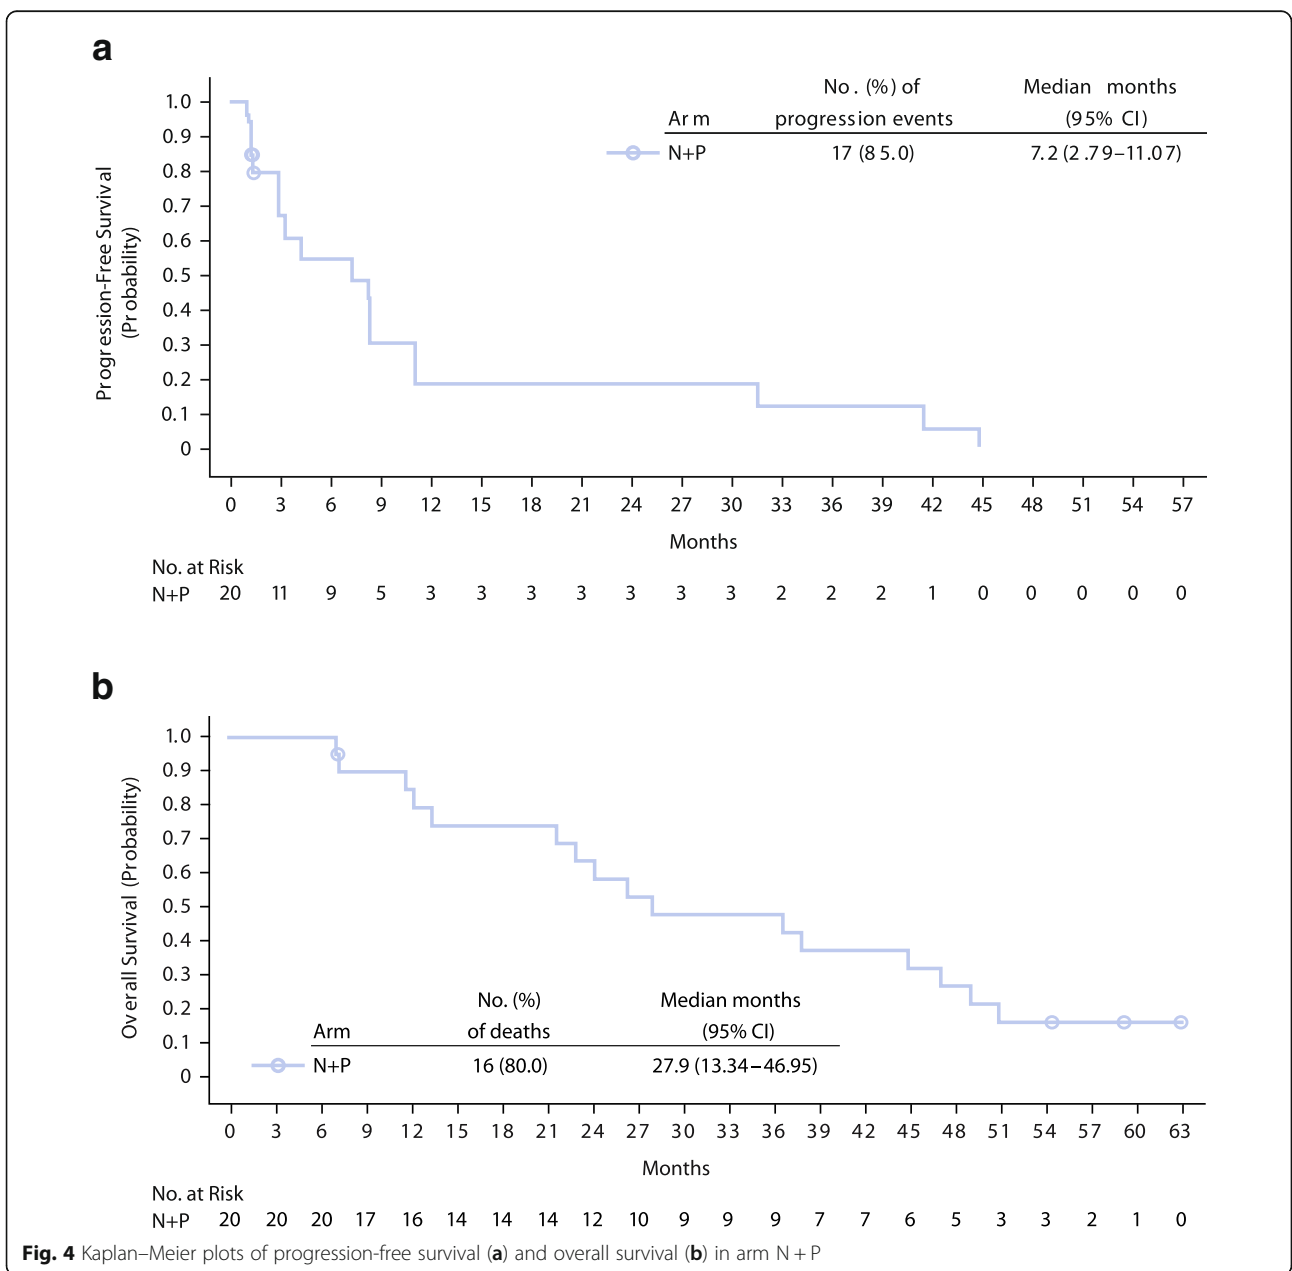 a
No. (%) of Median months
Arm progression events (95% CI)
N+P 17 (85.0) 7.2 (2.79–11.07)
Progression-Free Survival
(Probability)
1.0
0.9
0.8
0.7
0.6
0.5
0.4
0.3
0.2
0.1
0
0 3 6 9 12 15 18 21 24 27 30 33 36 39 42 45 48 51 54 57
Months
No. at Risk
N+P 20 11 9 5 3 3 3 3 3 3 3 2 2 2 1 0 0 0 0 0
b
Overall Survival (Probability)
1.0
0.9
0.8
0.7
0.6
0.5
0.4
0.3
0.2
0.1
0
No. (%) Median months
Arm of deaths (95% CI)
N+P 16 (80.0) 27.9 (13.34–46.95)
0 3 6 9 12 15 18 21 24 27 30 33 36 39 42 45 48 51 54 57 60 63
Months
No. at Risk
N+P 20 20 20 17 16 14 14 14 12 10 9 9 9 7 7 6 5 3 3 2 1 0
Fig. 4 Kaplan–Meier plots of progression-free survival (a) and overall survival (b) in arm N + P